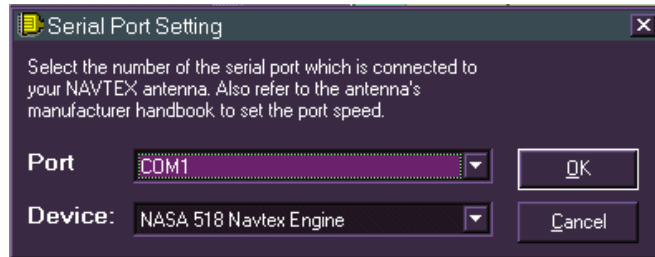 Serial Port Setting
Select the number of the serial port which is connected to
your NAVTEX antenna. Also refer to the antenna's
manufacturer handbook to set the port speed.
Port
COM1
OK
Device:
NASA 518 Navtex Engine
Cancel